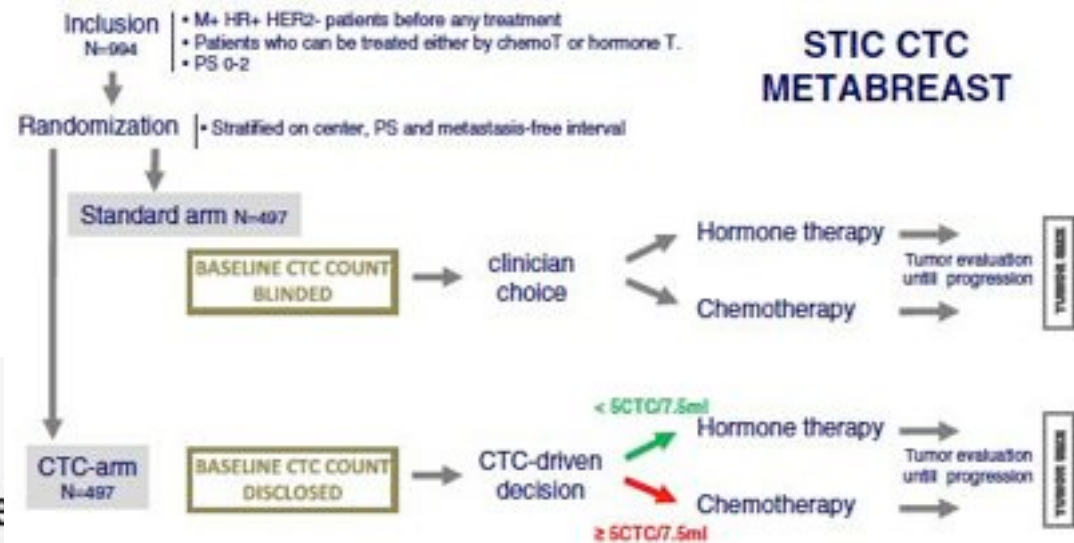 STIC CTC
METABREAST
Inclusion
N=994
• M+ HR+ HER2- patients before any treatment
• Patients who can be treated either by chemoT or hormone T.
• PS 0-2
Randomization
• Stratified on center, PS and metastasis-free interval
Standard arm N=497
BASELINE CTC COUNT
BLINDED
clinician
choice
Hormone therapy
Chemotherapy
Tumor evaluation
untill progression
CTC-arm
N=497
BASELINE CTC COUNT
DISCLOSED
CTC-driven
decision
< 5CTC/7.5ml
Hormone therapy
Chemotherapy
≥ 5CTC/7.5ml
Tumor evaluation
untill progression